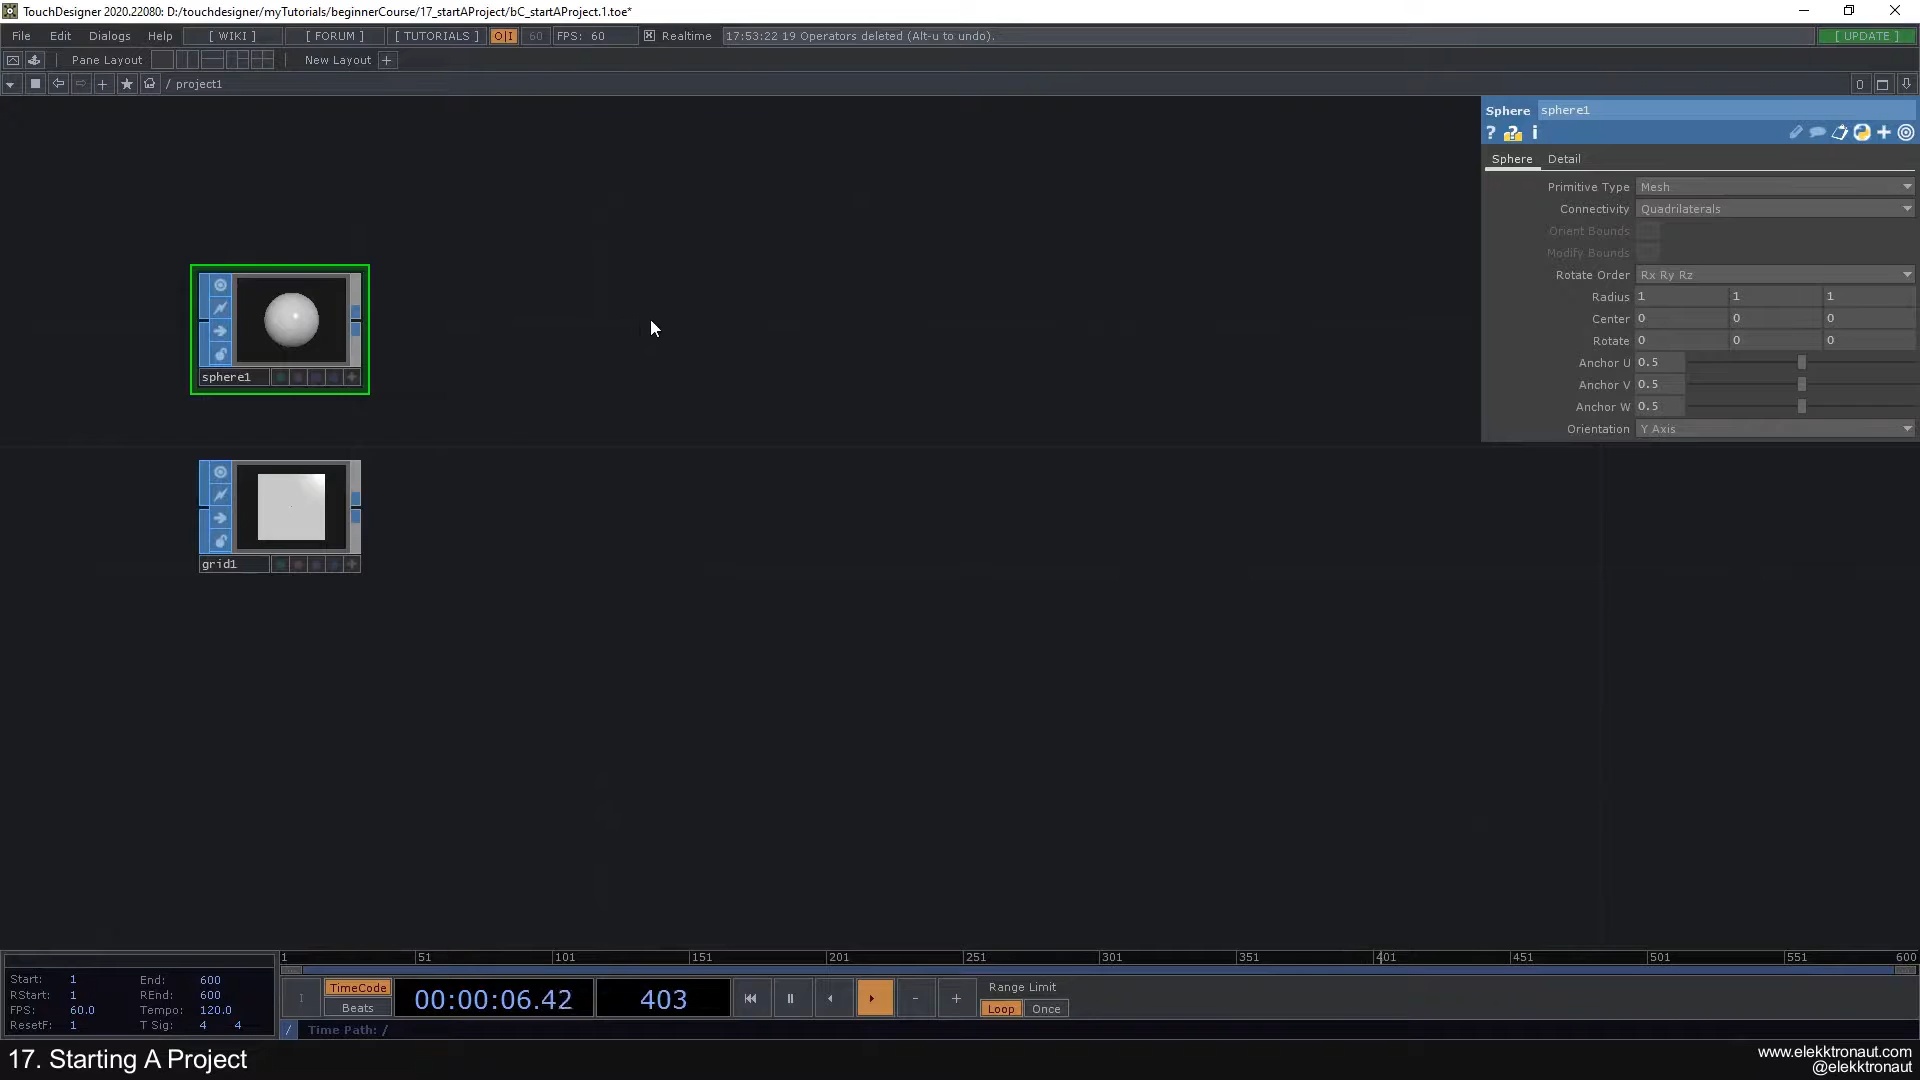 TouchDesigner 2020.22080: D:/touchdesigner/myTutorials/beginnerCourse/17_startAProject/bC_startAProject.1.toe*
File Edit Dialogs Help [ WIKI ] [ FORUM ] [ TUTORIALS ] O|I 60 FPS: 60 Realtime 17:53:22 19 Operators deleted (Alt-u to undo). [ UPDATE ]
Pane Layout New Layout +
/ project1 0
Sphere sphere1
? ? i
Sphere Detail
Primitive Type Mesh
Connectivity Quadrilaterals
Orient Bounds
Modify Bounds
Rotate Order Rx Ry Rz
Radius 1 1 1
Center 0 0 0
Rotate 0 0 0
Anchor U 0.5
Anchor V 0.5
Anchor W 0.5
Orientation Y Axis
sphere1
grid1
1 51 101 151 201 251 301 351 401 451 501 551 600
Start: 1 End: 600
RStart: 1 REnd: 600
FPS: 60.0 Tempo: 120.0
ResetF: 1 T Sig: 4 4
I TimeCode
Beats
00:00:06.42 403 - +
Range Limit
Loop Once
/ Time Path: /
17. Starting A Project
www.elekktronaut.com
@elekktronaut